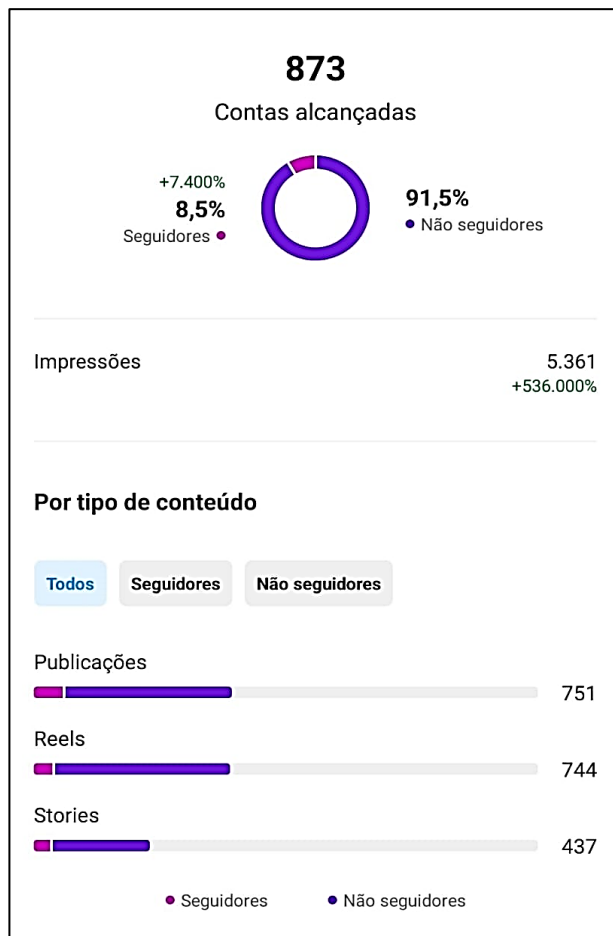 873
Contas alcançadas
+7.400%
8,5%
Seguidores
91,5%
Não seguidores
Impressões
5.361
+536.000%
Por tipo de conteúdo
Todos
Seguidores
Não seguidores
Publicações
751
Reels
744
Stories
437
Seguidores
Não seguidores